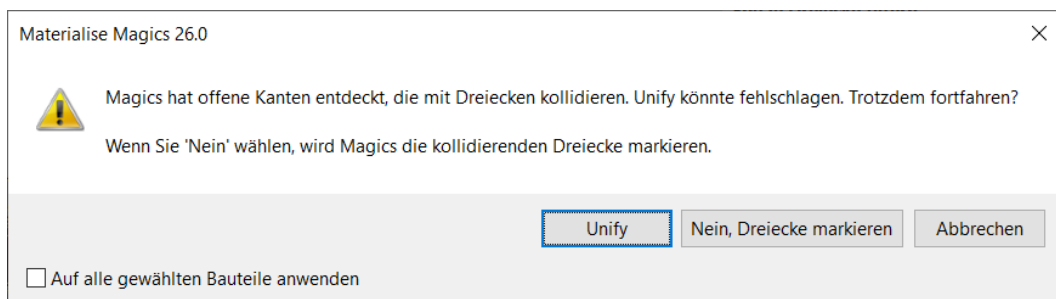 Materialise Magics 26.0
Magics hat offene Kanten entdeckt, die mit Dreiecken kollidieren. Unify könnte fehlschlagen. Trotzdem fortfahren?
Wenn Sie 'Nein' wählen, wird Magics die kollidierenden Dreiecke markieren.
Unify
Nein, Dreiecke markieren
Abbrechen
Auf alle gewählten Bauteile anwenden